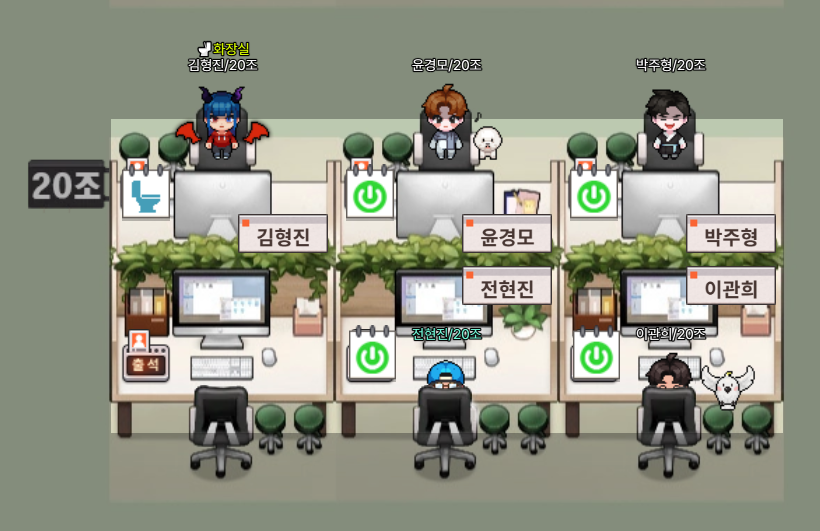 화장실
김형진/20조
윤경모/20조
박주형/20조
20조
김형진
윤경모
박주형
전현진
이관희
전현진/20조
이관희/20조
출석